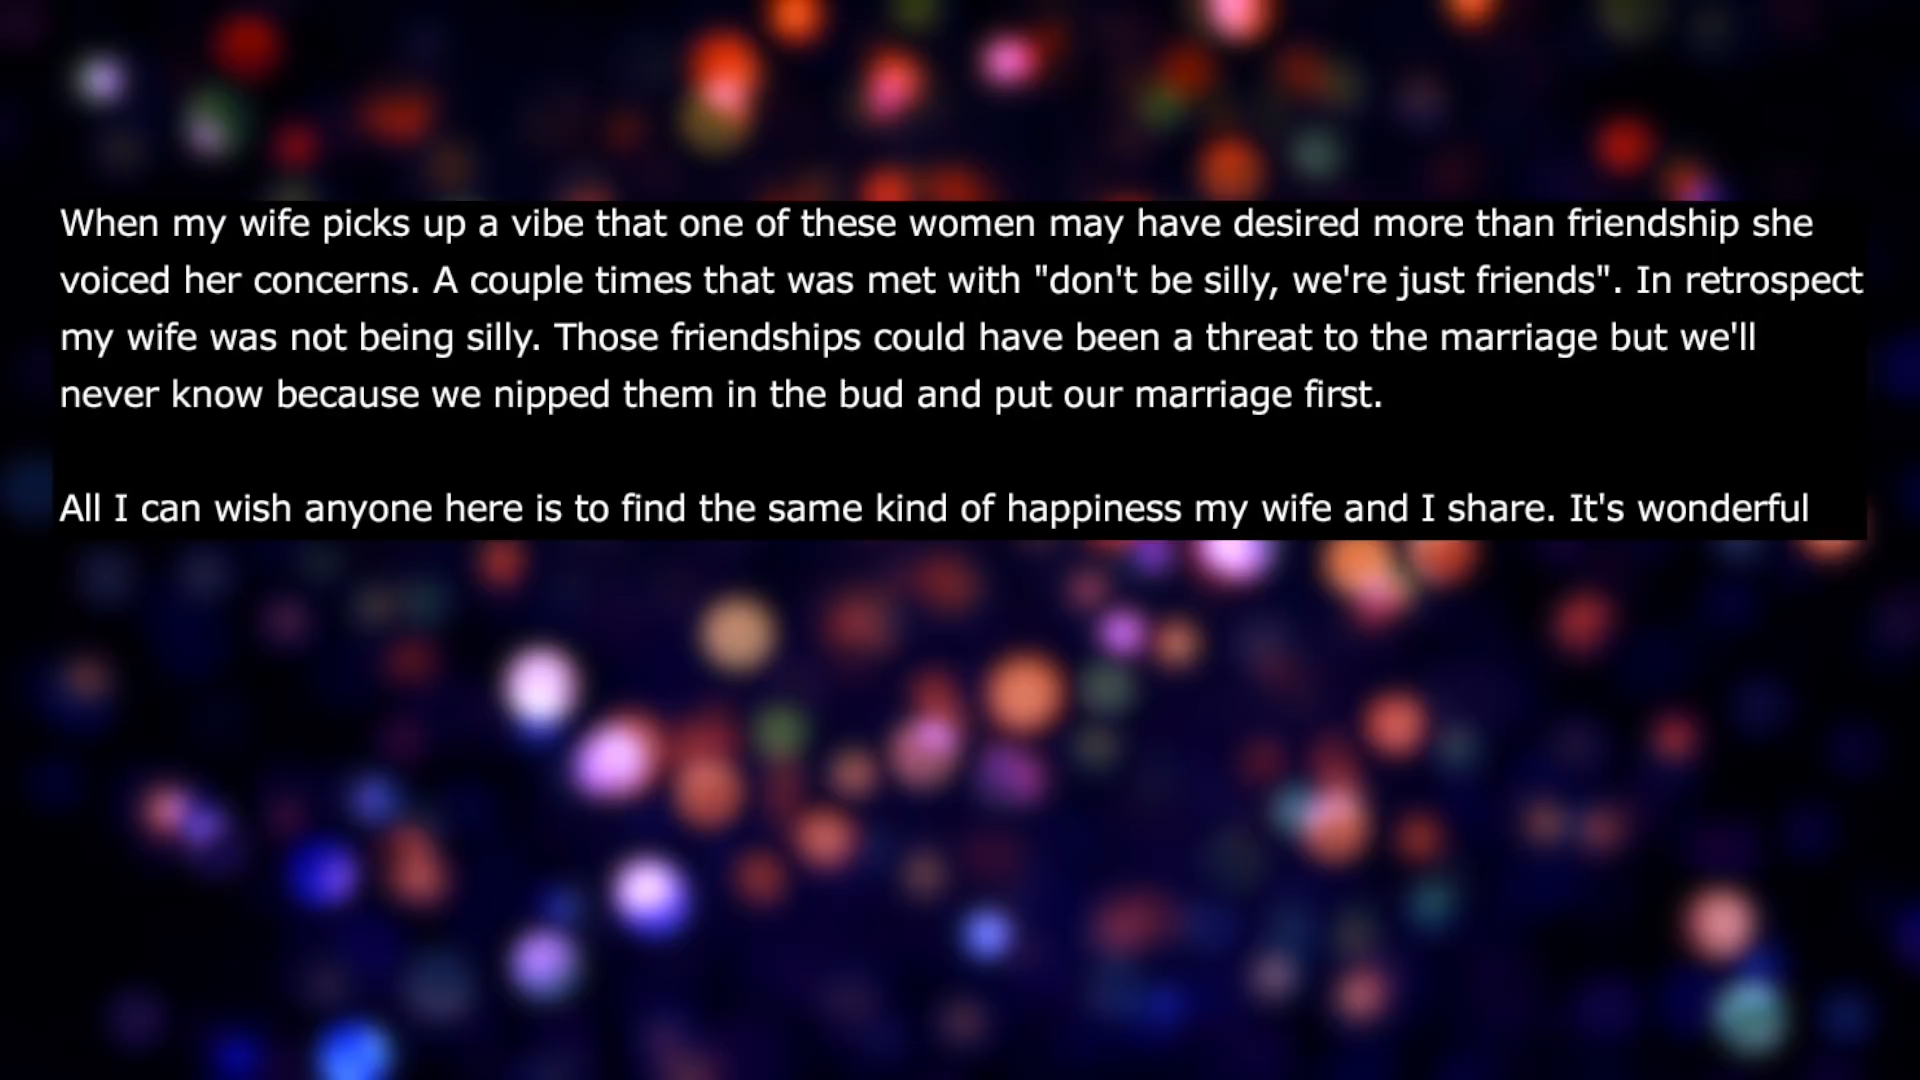 When my wife picks up a vibe that one of these women may have desired more than friendship she
voiced her concerns. A couple times that was met with "don't be silly, we're just friends". In retrospect
my wife was not being silly. Those friendships could have been a threat to the marriage but we'll
never know because we nipped them in the bud and put our marriage first.
All I can wish anyone here is to find the same kind of happiness my wife and I share. It's wonderful